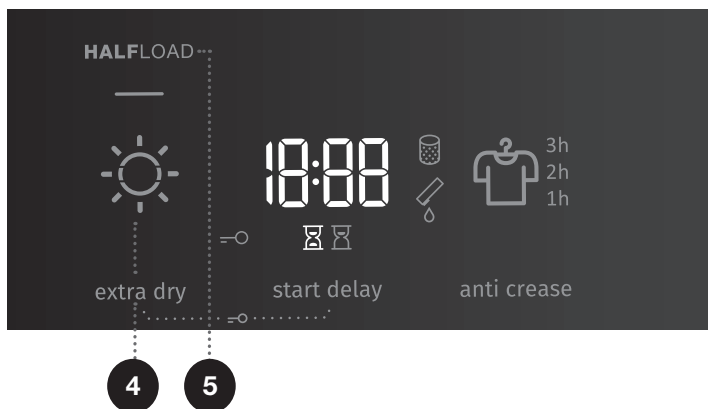 HALFLOAD
18:88
3h
2h
1h
extra dry
start delay
anti crease
4
5